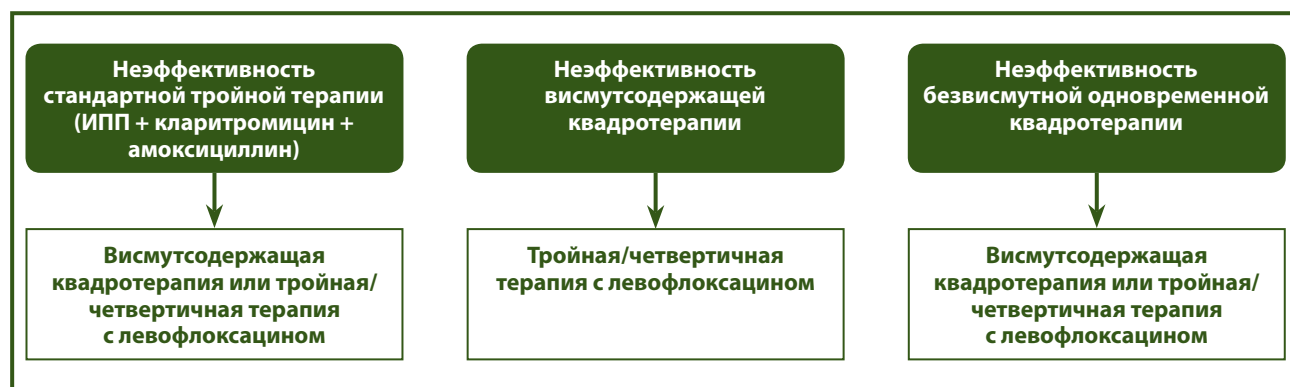 Неэффективность
стандартной тройной терапии
(ИПП + кларитромицин +
амоксициллин)
Неэффективность
висмутсодержащей
квадротерапии
Неэффективность
безвисмутной одновременной
квадротерапии
Висмутсодержащая
квадротерапия или тройная/
четвертичная терапия
с левофлоксацином
Тройная/четвертичная
терапия с левофлоксацином
Висмутсодержащая
квадротерапия или тройная/
четвертичная терапия
с левофлоксацином